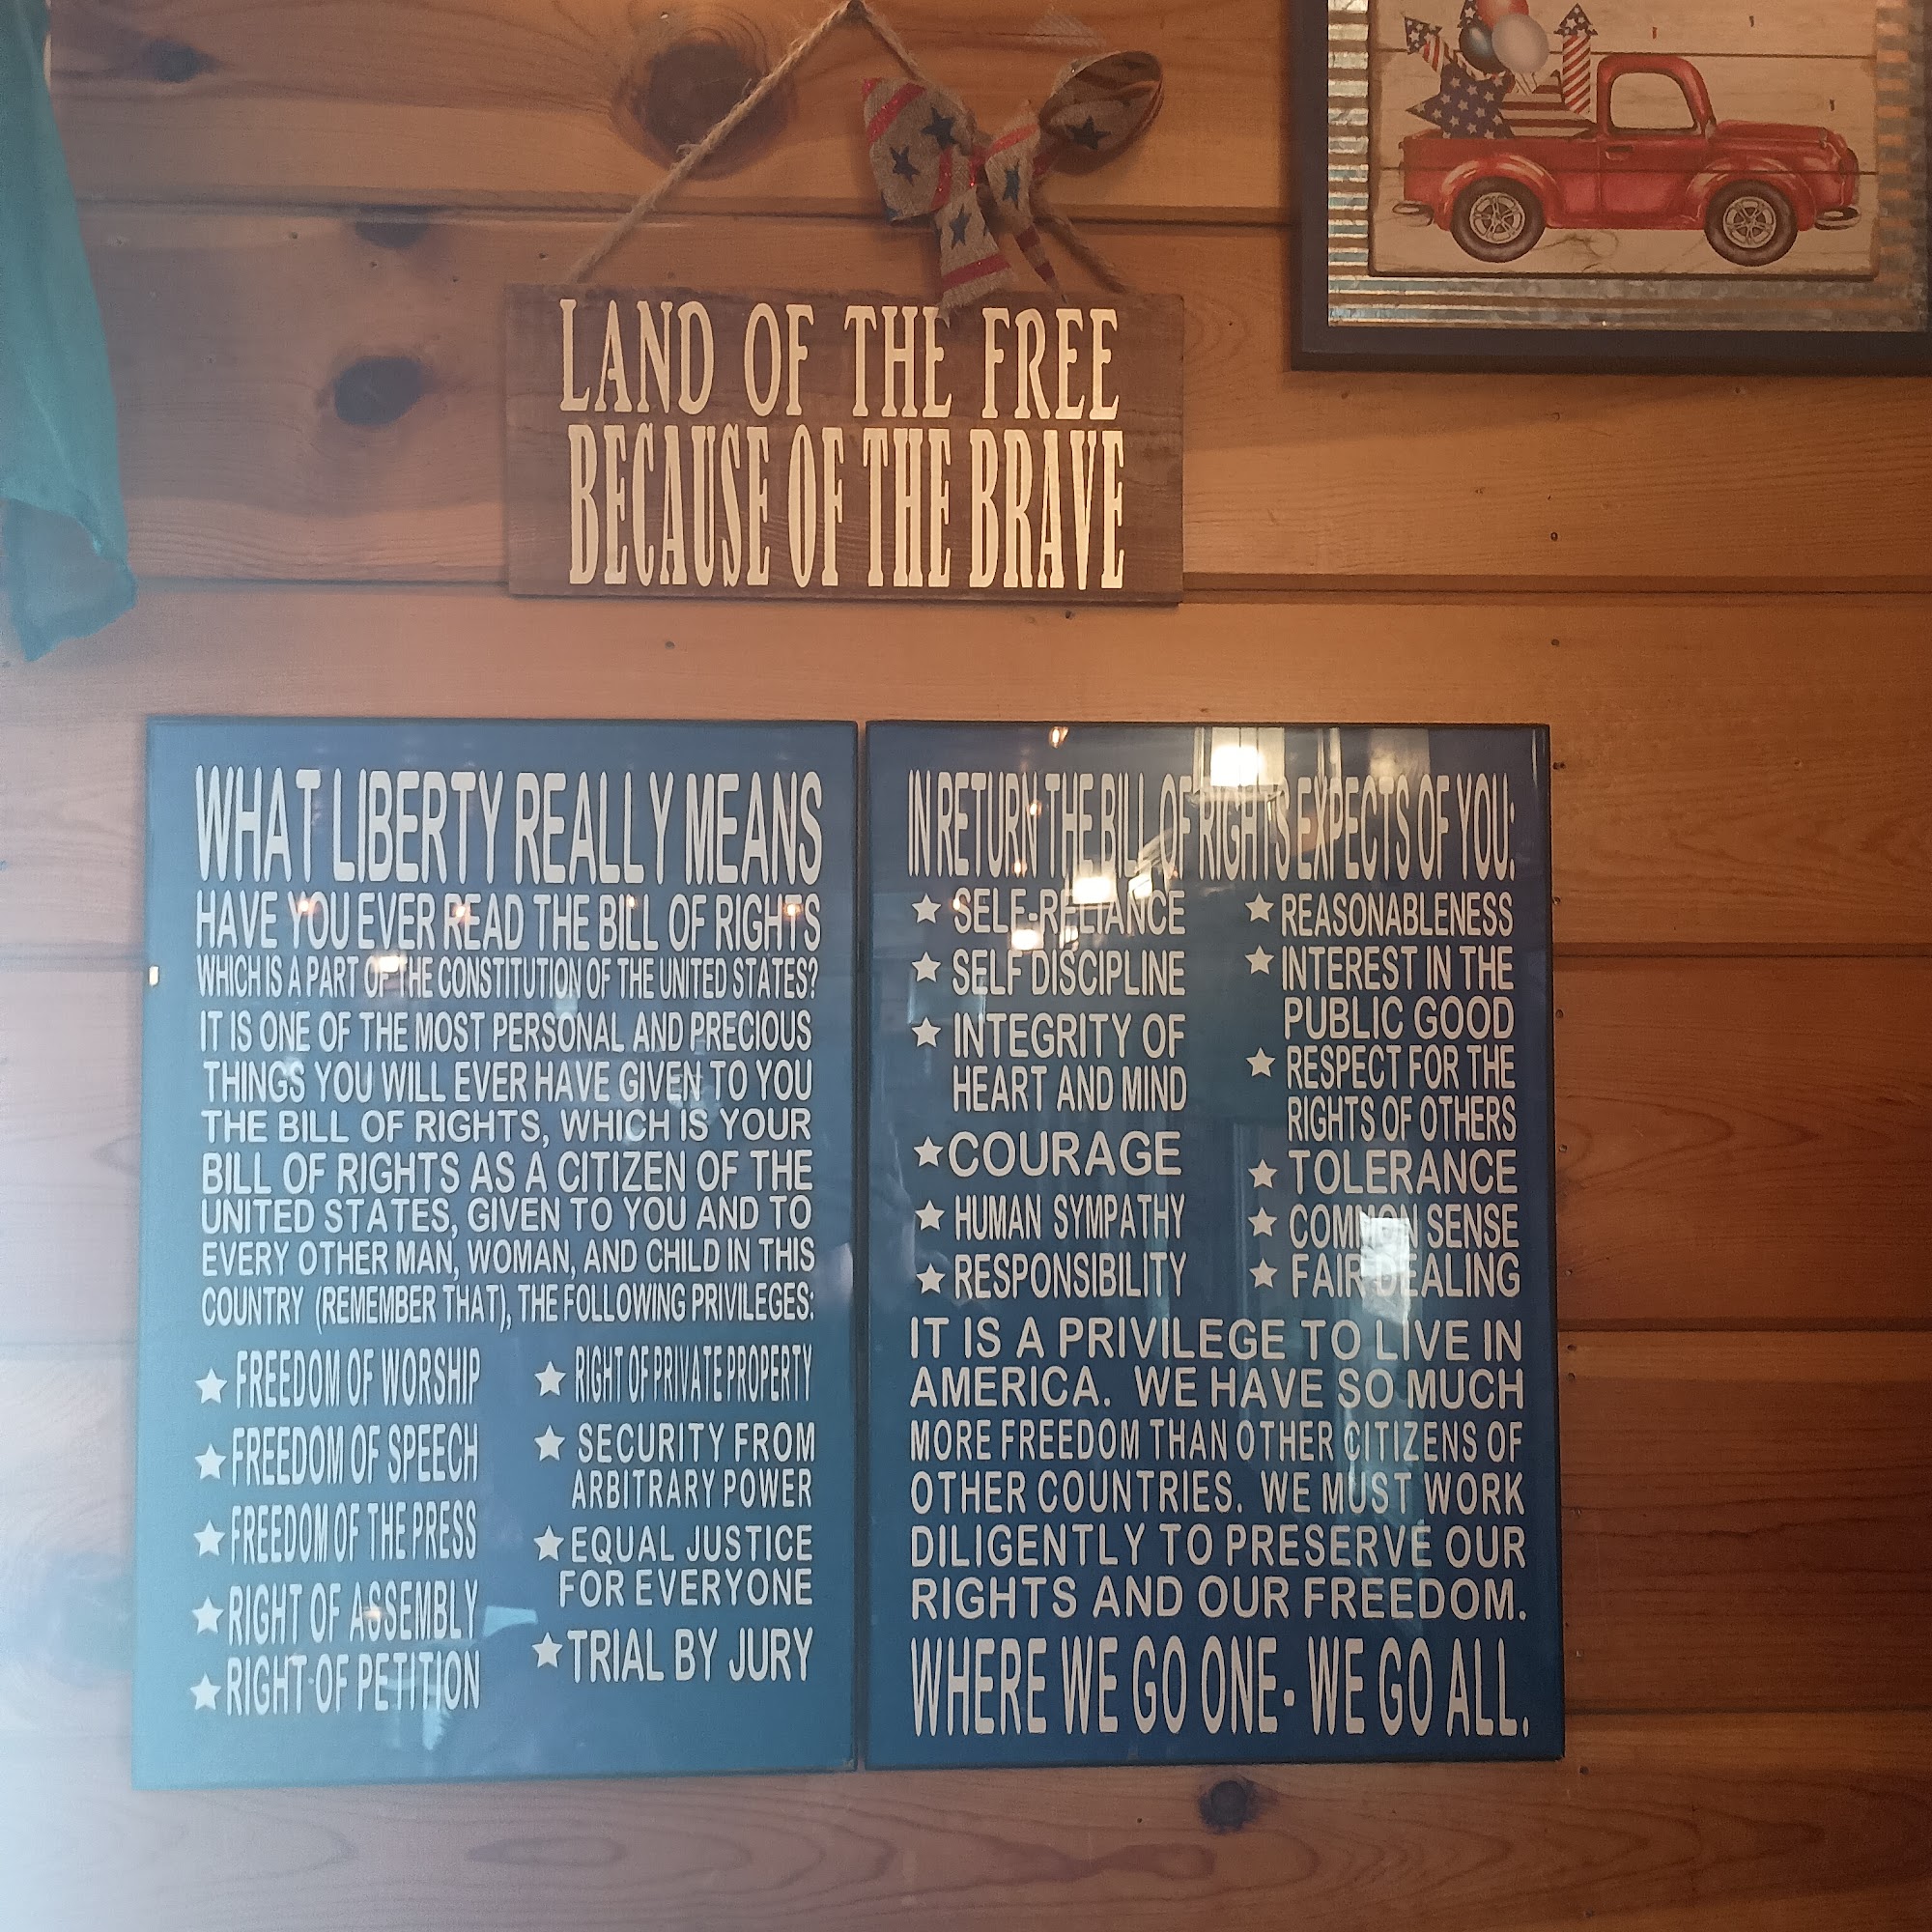 LAND OF THE FREE
BECAUSE OF THE BRAVE
WHAT LIBERTY REALLY MEANS
HAVE YOU EVER READ THE BILL OF RIGHTS
WHICH IS A PART OF THE CONSTITUTION OF THE UNITED STATES?
IT IS ONE OF THE MOST PERSONAL AND PRECIOUS
THINGS YOU WILL EVER HAVE GIVEN TO YOU
THE BILL OF RIGHTS, WHICH IS YOUR
BILL OF RIGHTS AS A CITIZEN OF THE
UNITED STATES, GIVEN TO YOU AND TO
EVERY OTHER MAN, WOMAN, AND CHILD IN THIS
COUNTRY (REMEMBER THAT), THE FOLLOWING PRIVILEGES:
★ FREEDOM OF WORSHIP
★ FREEDOM OF SPEECH
★ FREEDOM OF THE PRESS
★ RIGHT OF ASSEMBLY
★ RIGHT OF PETITION
★ RIGHT OF PRIVATE PROPERTY
★ SECURITY FROM
ARBITRARY POWER
★ EQUAL JUSTICE
FOR EVERYONE
★ TRIAL BY JURY
IN RETURN THE BILL OF RIGHTS EXPECTS OF YOU:
★ SELF-RELIANCE
★ SELF DISCIPLINE
★ INTEGRITY OF
HEART AND MIND
★ COURAGE
★ HUMAN SYMPATHY
★ RESPONSIBILITY
★ REASONABLENESS
★ INTEREST IN THE
PUBLIC GOOD
★ RESPECT FOR THE
RIGHTS OF OTHERS
★ TOLERANCE
★ COMMON SENSE
★ FAIR DEALING
IT IS A PRIVILEGE TO LIVE IN
AMERICA. WE HAVE SO MUCH
MORE FREEDOM THAN OTHER CITIZENS OF
OTHER COUNTRIES. WE MUST WORK
DILIGENTLY TO PRESERVE OUR
RIGHTS AND OUR FREEDOM.
WHERE WE GO ONE- WE GO ALL.